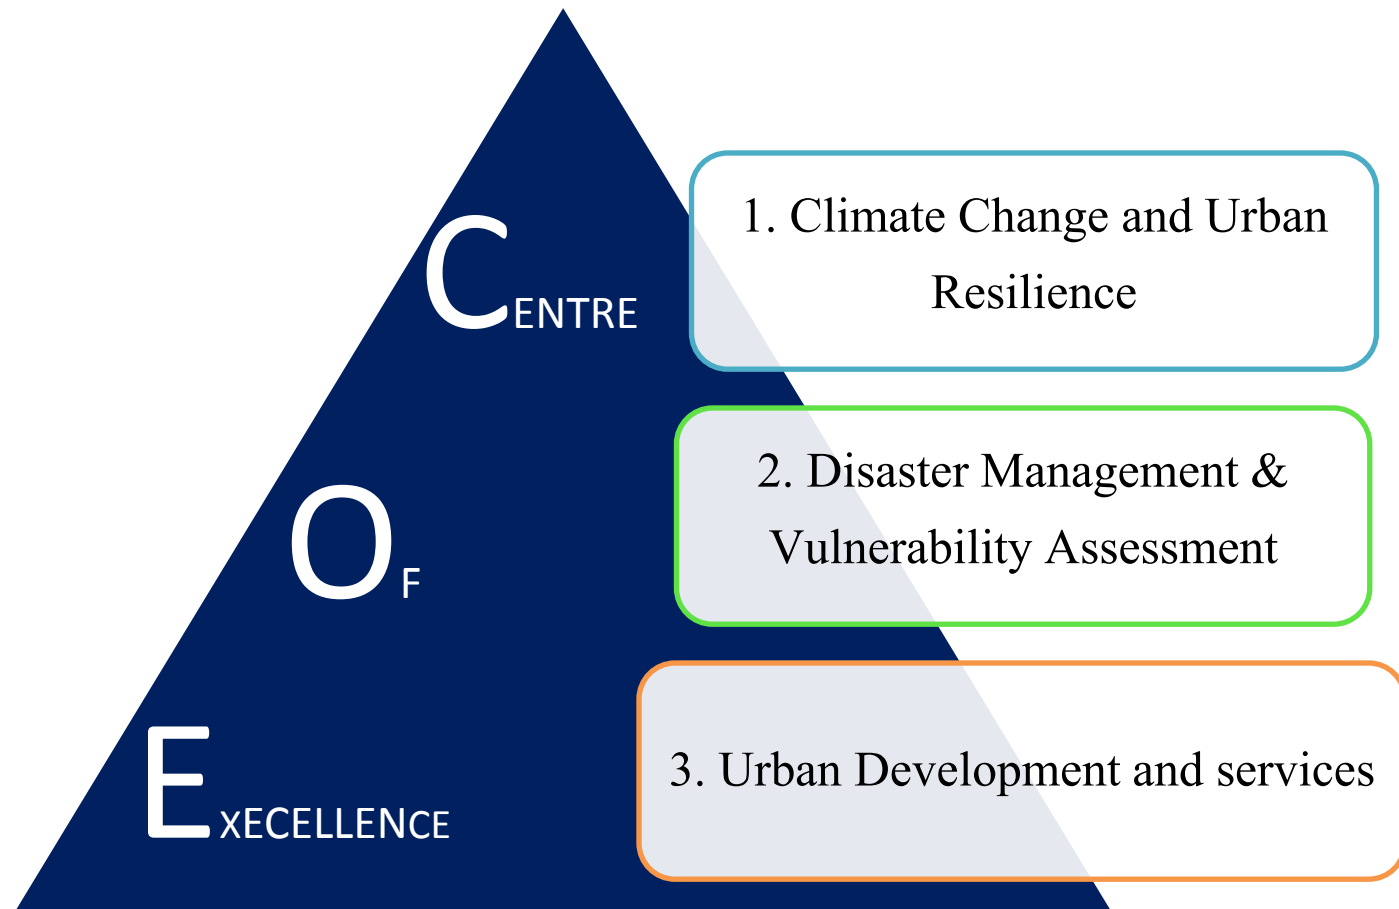 CENTRE
OF
EXECELLENCE
1. Climate Change and Urban
Resilience
2. Disaster Management &
Vulnerability Assessment
3. Urban Development and services